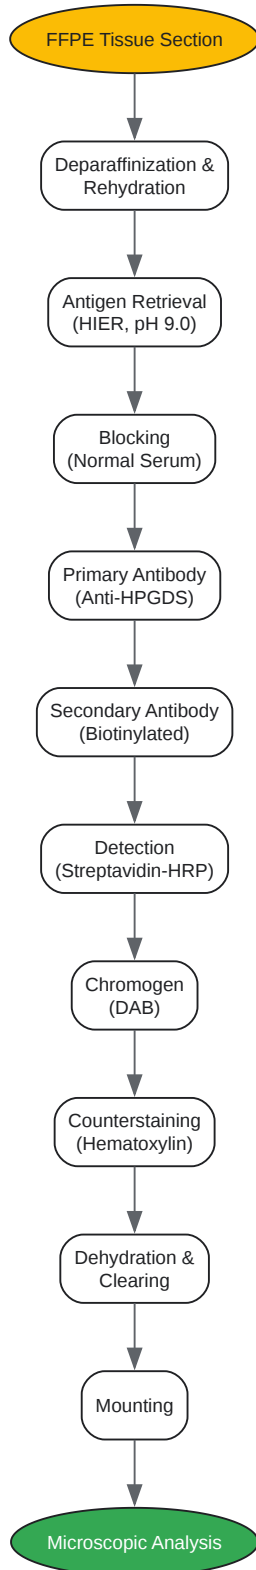 FFPE Tissue Section
Deparaffinization &
Rehydration
Antigen Retrieval
(HIER, pH 9.0)
Blocking
(Normal Serum)
Primary Antibody
(Anti-HPGDS)
Secondary Antibody
(Biotinylated)
Detection
(Streptavidin-HRP)
Chromogen
(DAB)
Counterstaining
(Hematoxylin)
Dehydration &
Clearing
Mounting
Microscopic Analysis